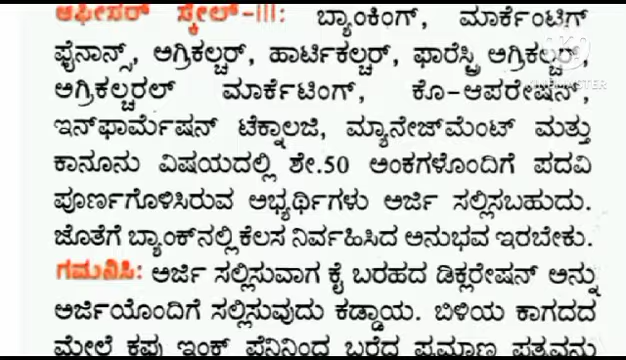 ಆಫೀಸರ್ ಸ್ಕೇಲ್-III: ಬ್ಯಾಂಕಿಂಗ್, ಮಾರ್ಕೆಂಟಿಗ್
ಫೈನಾನ್ಸ್, ಅಗ್ರಿಕಲ್ಚರ್, ಹಾರ್ಟಿಕಲ್ಚರ್, ಫಾರೆಸ್ಟ್ರಿ ಅಗ್ರಿಕಲ್ಚರ್,
ಅಗ್ರಿಕಲ್ಚರಲ್ ಮಾರ್ಕೆಟಿಂಗ್, ಕೊ-ಆಪರೇಷನ್,
ಇನ್‌ಫಾರ್ಮೆಷನ್ ಟೆಕ್ನಾಲಜಿ, ಮ್ಯಾನೇಜ್‌ಮೆಂಟ್ ಮತ್ತು
ಕಾನೂನು ವಿಷಯದಲ್ಲಿ ಶೇ.50 ಅಂಕಗಳೊಂದಿಗೆ ಪದವಿ
ಪೂರ್ಣಗೊಳಿಸಿರುವ ಅಭ್ಯರ್ಥಿಗಳು ಅರ್ಜಿ ಸಲ್ಲಿಸಬಹುದು.
ಜೊತೆಗೆ ಬ್ಯಾಂಕ್‌ನಲ್ಲಿ ಕೆಲಸ ನಿರ್ವಹಿಸಿದ ಅನುಭವ ಇರಬೇಕು.
ಗಮನಿಸಿ: ಅರ್ಜಿ ಸಲ್ಲಿಸುವಾಗ ಕೈ ಬರಹದ ಡಿಕ್ಲರೇಷನ್ ಅನ್ನು
ಅರ್ಜಿಯೊಂದಿಗೆ ಸಲ್ಲಿಸುವುದು ಕಡ್ಡಾಯ. ಬಿಳಿಯ ಕಾಗದದ
ಮೇಲೆ ಕಪ್ಪು ಇಂಕ್ ಪೆನಿನಿಂದ ಬರೆದ ಪ್ರಮಾಣ ಪತ್ರವನ್ನು